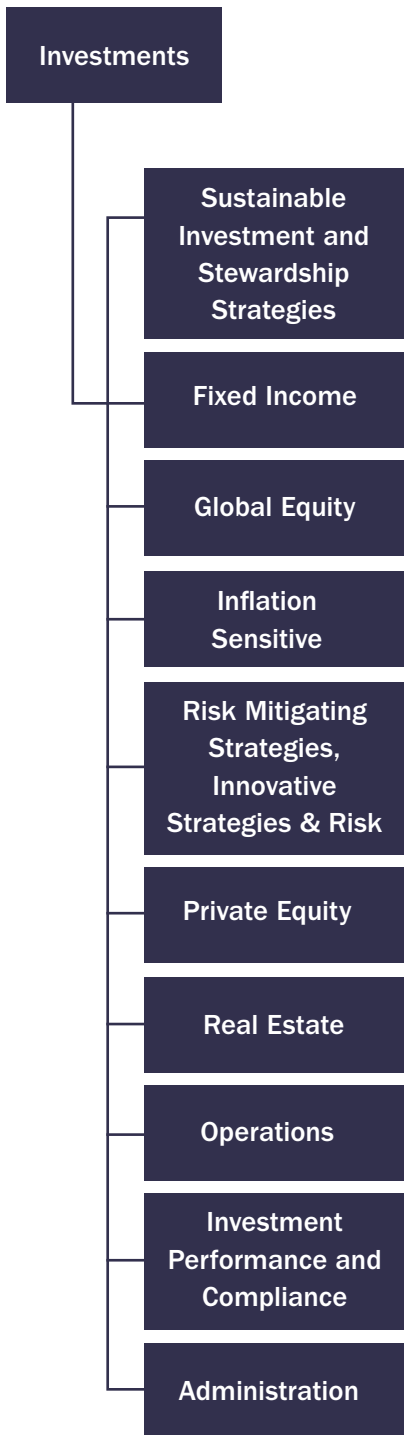 Investments
Sustainable
Investment and
Stewardship
Strategies
Fixed Income
Global Equity
Inflation
Sensitive
Risk Mitigating
Strategies,
Innovative
Strategies & Risk
Private Equity
Real Estate
Operations
Investment
Performance and
Compliance
Administration